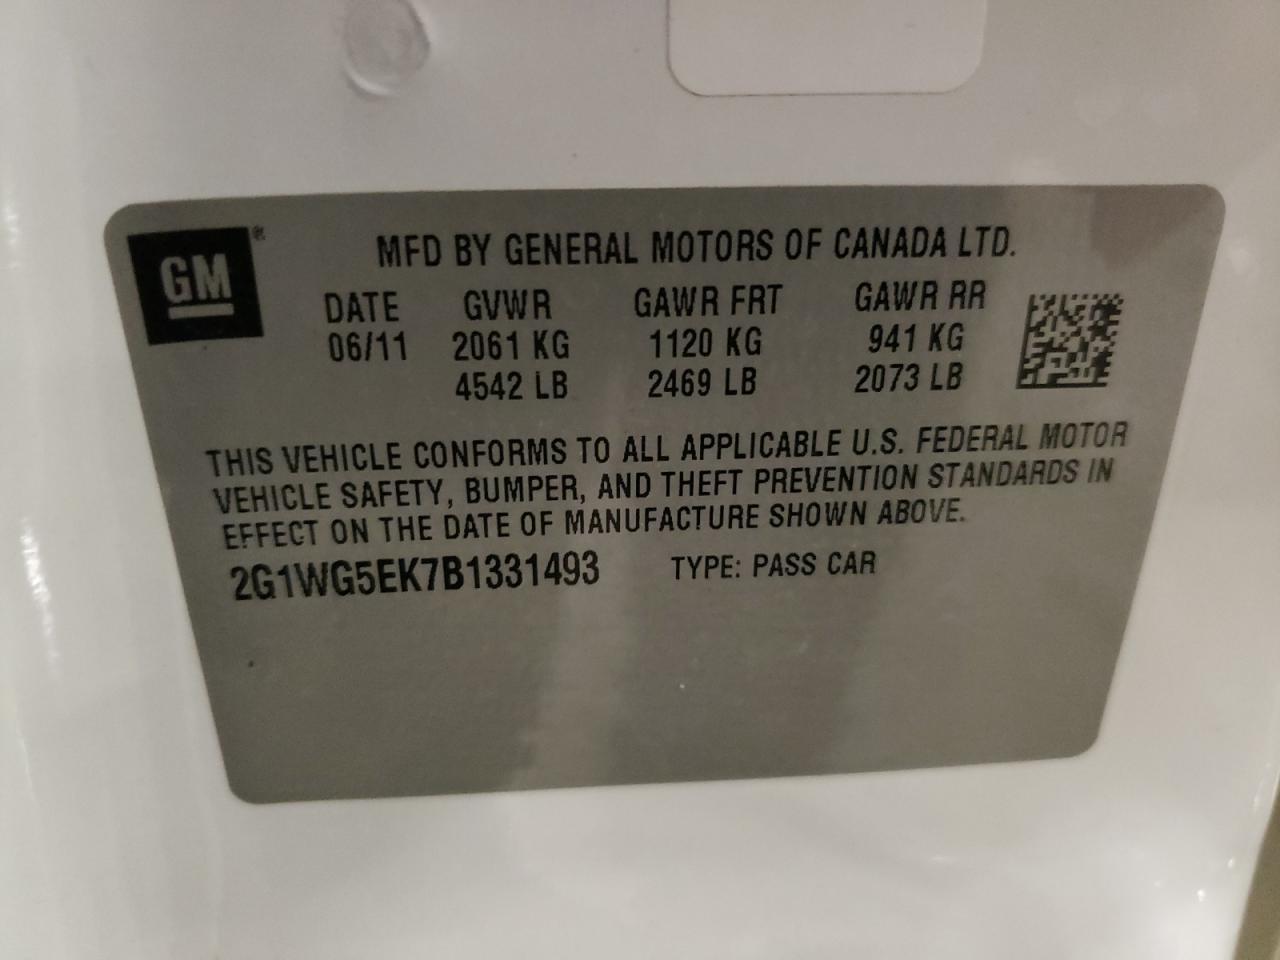 GM®
MFD BY GENERAL MOTORS OF CANADA LTD.
DATE GVWR GAWR FRT GAWR RR
06/11 2061 KG 1120 KG 941 KG
4542 LB 2469 LB 2073 LB
THIS VEHICLE CONFORMS TO ALL APPLICABLE U.S. FEDERAL MOTOR
VEHICLE SAFETY, BUMPER, AND THEFT PREVENTION STANDARDS IN
EFFECT ON THE DATE OF MANUFACTURE SHOWN ABOVE.
2G1WG5EK7B1331493 TYPE: PASS CAR